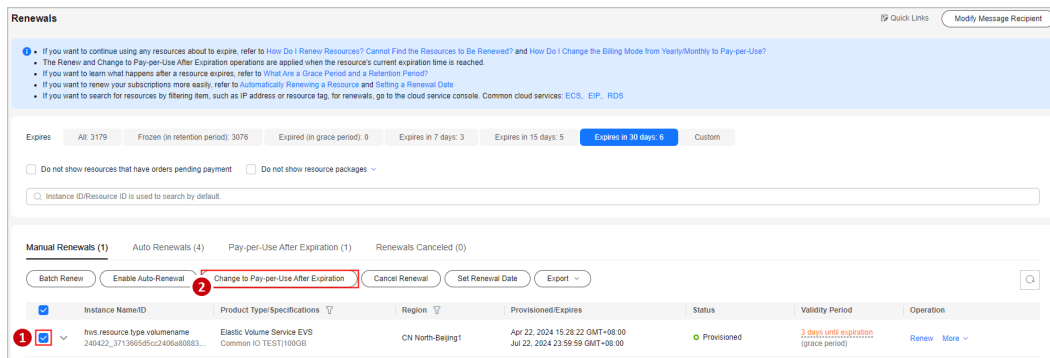 Renewals
Quick Links
Modify Message Recipient
• If you want to continue using any resources about to expire, refer to How Do I Renew Resources? Cannot Find the Resources to Be Renewed? and How Do I Change the Billing Mode from Yearly/Monthly to Pay-per-Use?
• The Renew and Change to Pay-per-Use After Expiration operations are applied when the resource's current expiration time is reached.
• If you want to learn what happens after a resource expires, refer to What Are a Grace Period and a Retention Period?
• If you want to renew your subscriptions more easily, refer to Automatically Renewing a Resource and Setting a Renewal Date
• If you want to search for resources by filtering item, such as IP address or resource tag, for renewals, go to the cloud service console. Common cloud services: ECS、EIP、RDS
Expires All: 3179 Frozen (in retention period): 3076 Expired (in grace period): 0 Expires in 7 days: 3 Expires in 15 days: 5 Expires in 30 days: 6 Custom
Do not show resources that have orders pending payment Do not show resource packages
Instance ID/Resource ID is used to search by default.
Manual Renewals (1) Auto Renewals (4) Pay-per-Use After Expiration (1) Renewals Canceled (0)
Batch Renew Enable Auto-Renewal Change to Pay-per-Use After Expiration Cancel Renewal Set Renewal Date Export
2
Instance Name/ID Product Type/Specifications Region Provisioned/Expires Status Validity Period Operation
1
hws.resource.type.volumename Elastic Volume Service EVS CN North-Beijing1 Apr 22, 2024 15:28:22 GMT+08:00 Provisioned 3 days until expiration Renew More
240422_3713665d5cc2406a80883... Common IO TEST|100GB Jul 22, 2024 23:59:59 GMT+08:00 (grace period)